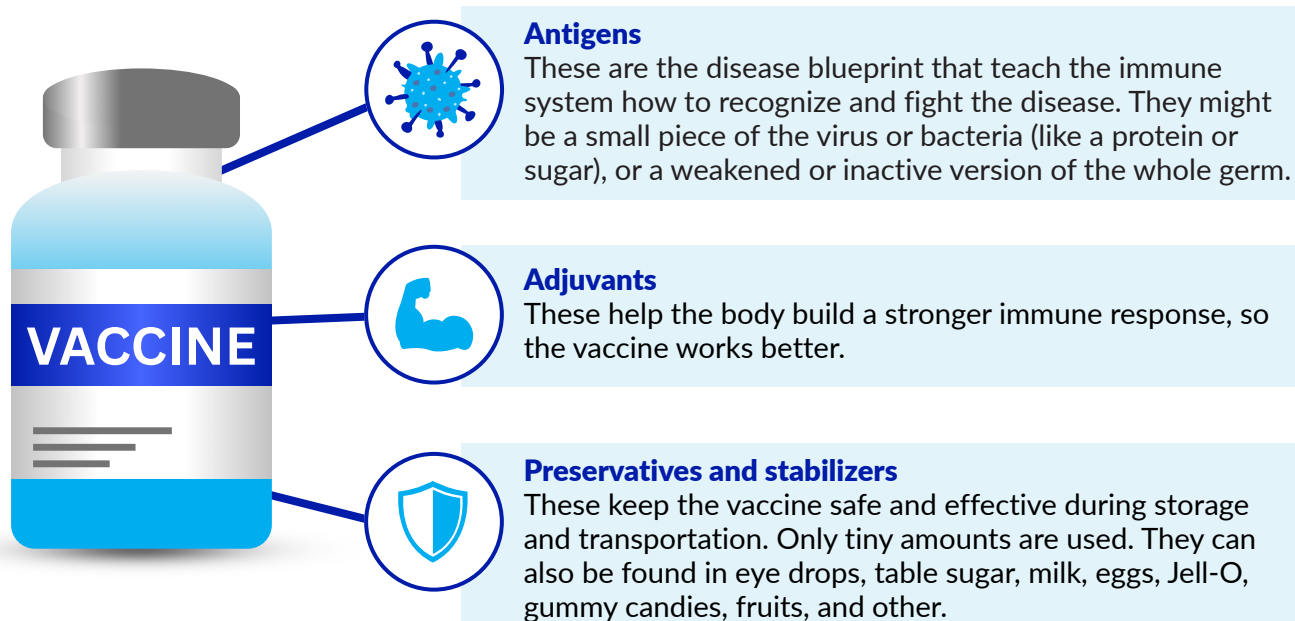 VACCINE
Antigens
These are the disease blueprint that teach the immune
system how to recognize and fight the disease. They might
be a small piece of the virus or bacteria (like a protein or
sugar), or a weakened or inactive version of the whole germ.
Adjuvants
These help the body build a stronger immune response, so
the vaccine works better.
Preservatives and stabilizers
These keep the vaccine safe and effective during storage
and transportation. Only tiny amounts are used. They can
also be found in eye drops, table sugar, milk, eggs, Jell-O,
gummy candies, fruits, and other.